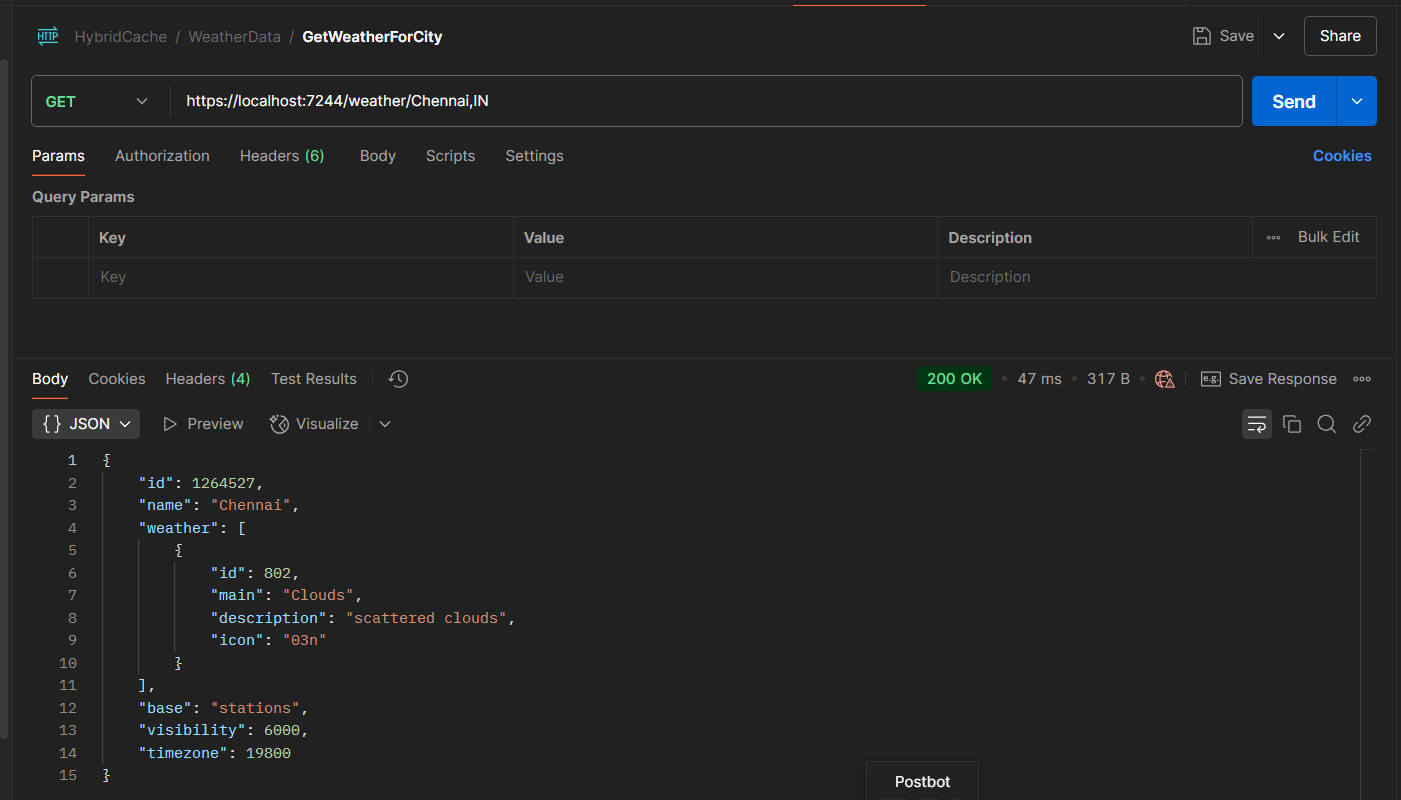 HTTP HybridCache / WeatherData / GetWeatherForCity Save Share
GET https://localhost:7244/weather/Chennai,IN Send
Params Authorization Headers (6) Body Scripts Settings Cookies
Query Params
Key Value Description Bulk Edit
Key Value Description
Body Cookies Headers (4) Test Results 200 OK • 47 ms • 317 B • e.g. Save Response
{} JSON Preview Visualize
1 {
2 "id": 1264527,
3 "name": "Chennai",
4 "weather": [
5 {
6 "id": 802,
7 "main": "Clouds",
8 "description": "scattered clouds",
9 "icon": "03n"
10 }
11 ],
12 "base": "stations",
13 "visibility": 6000,
14 "timezone": 19800
15 }
Postbot